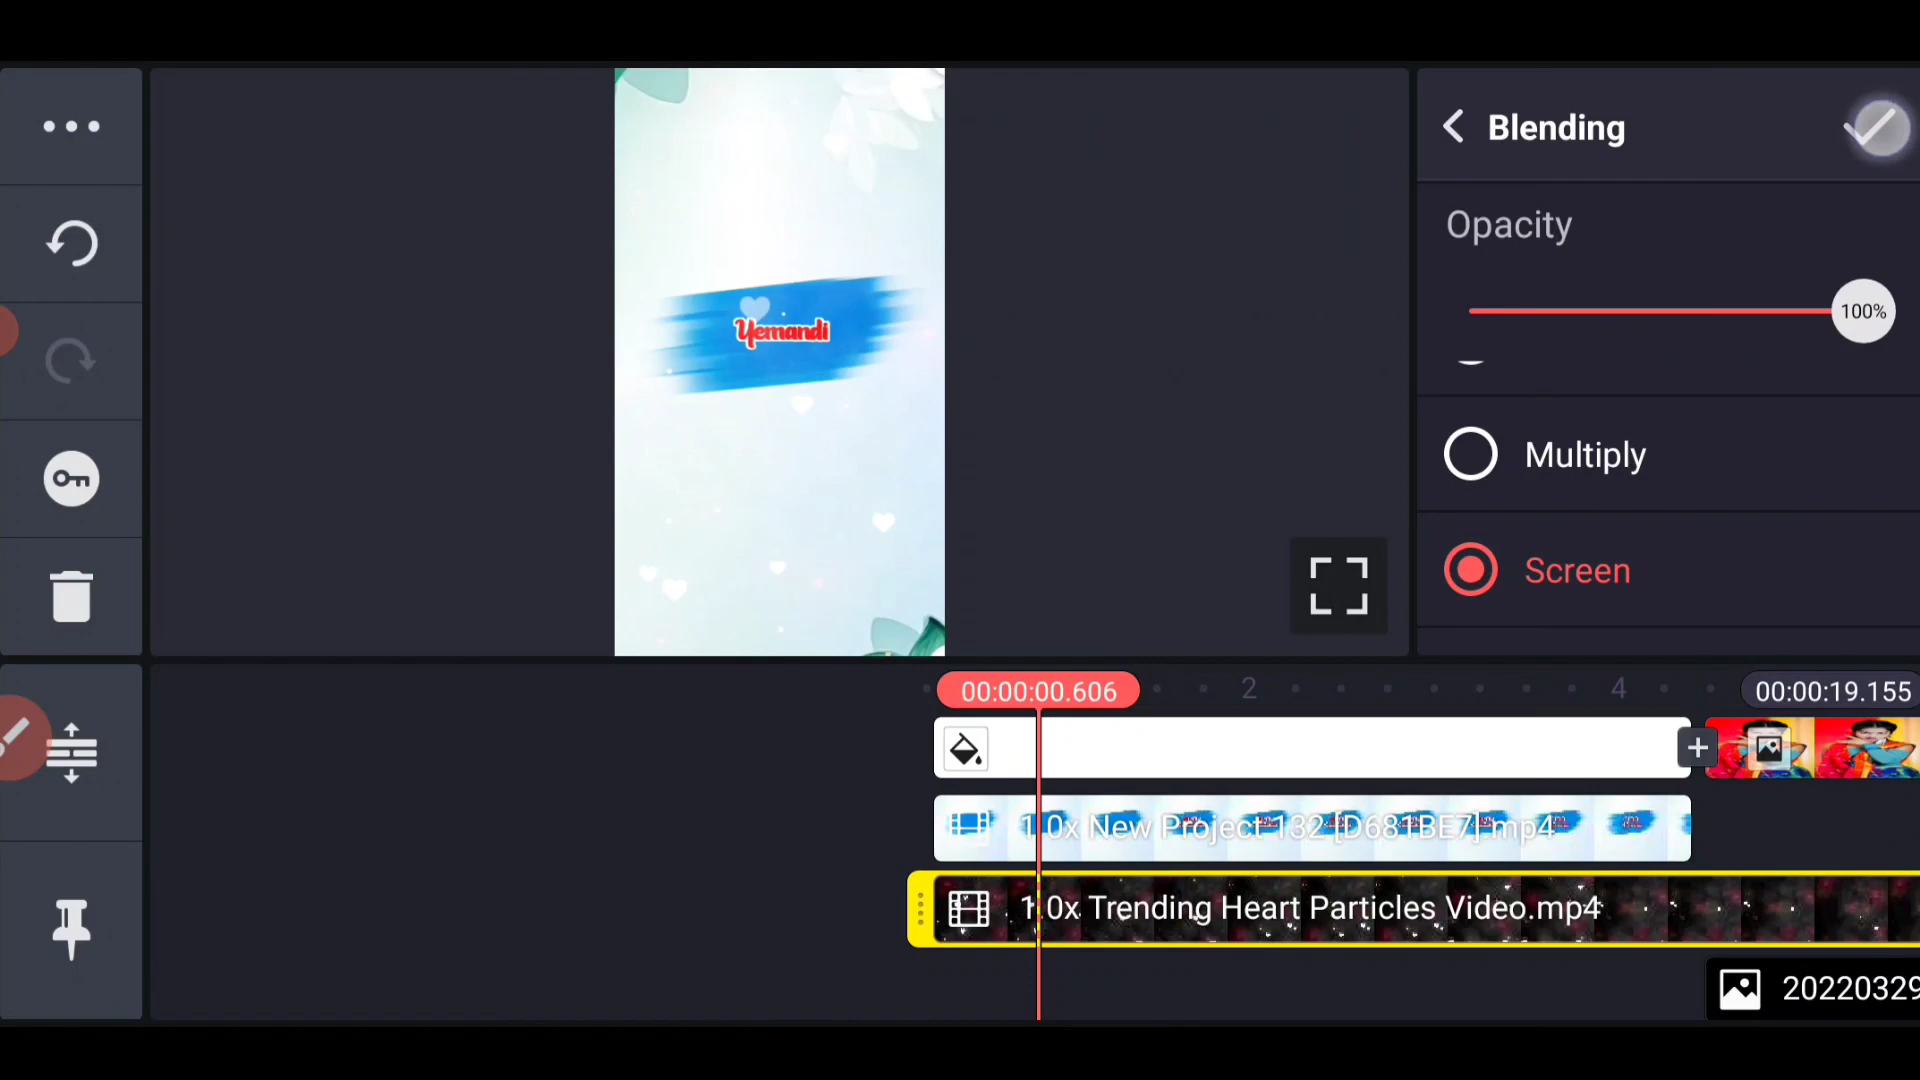 Blending
Opacity
100%
Yemandi
Multiply
Screen
00:00:00.606
2
4
00:00:19.155
1.0x New Project 132 [D681BE7].mp4
1.0x Trending Heart Particles Video.mp4
20220329